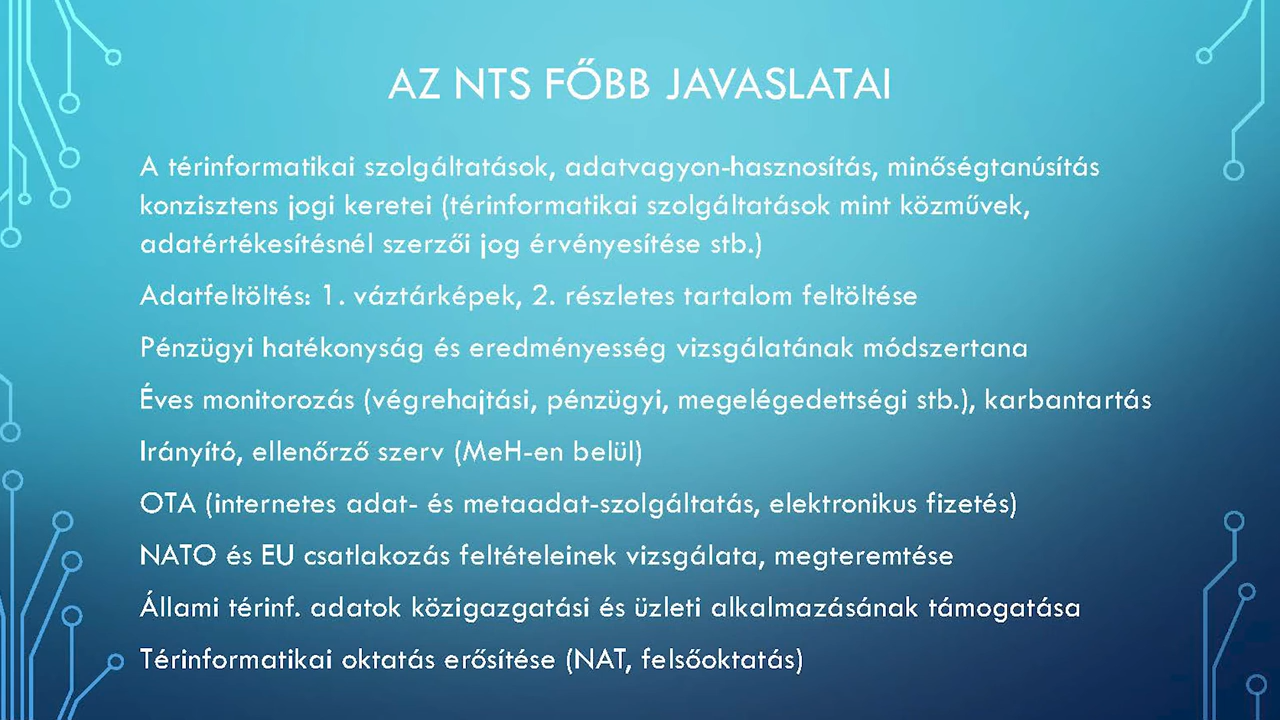 AZ NTS FŐBB JAVASLATAI
A térinformatikai szolgáltatások, adatvagyon-hasznosítás, minőségtanúsítás
konzisztens jogi keretei (térinformatikai szolgáltatások mint közművek,
adatértékesítésnél szerzői jog érvényesítése stb.)
Adatfeltöltés: 1. váztárképek, 2. részletes tartalom feltöltése
Pénzügyi hatékonyság és eredményesség vizsgálatának módszertana
Éves monitorozás (végrehajtási, pénzügyi, megelégedettségi stb.), karbantartás
Irányító, ellenőrző szerv (MeH-en belül)
OTA (internetes adat- és metaadat-szolgáltatás, elektronikus fizetés)
NATO és EU csatlakozás feltételeinek vizsgálata, megteremtése
Állami térinf. adatok közigazgatási és üzleti alkalmazásának támogatása
Térinformatikai oktatás erősítése (NAT, felsőoktatás)